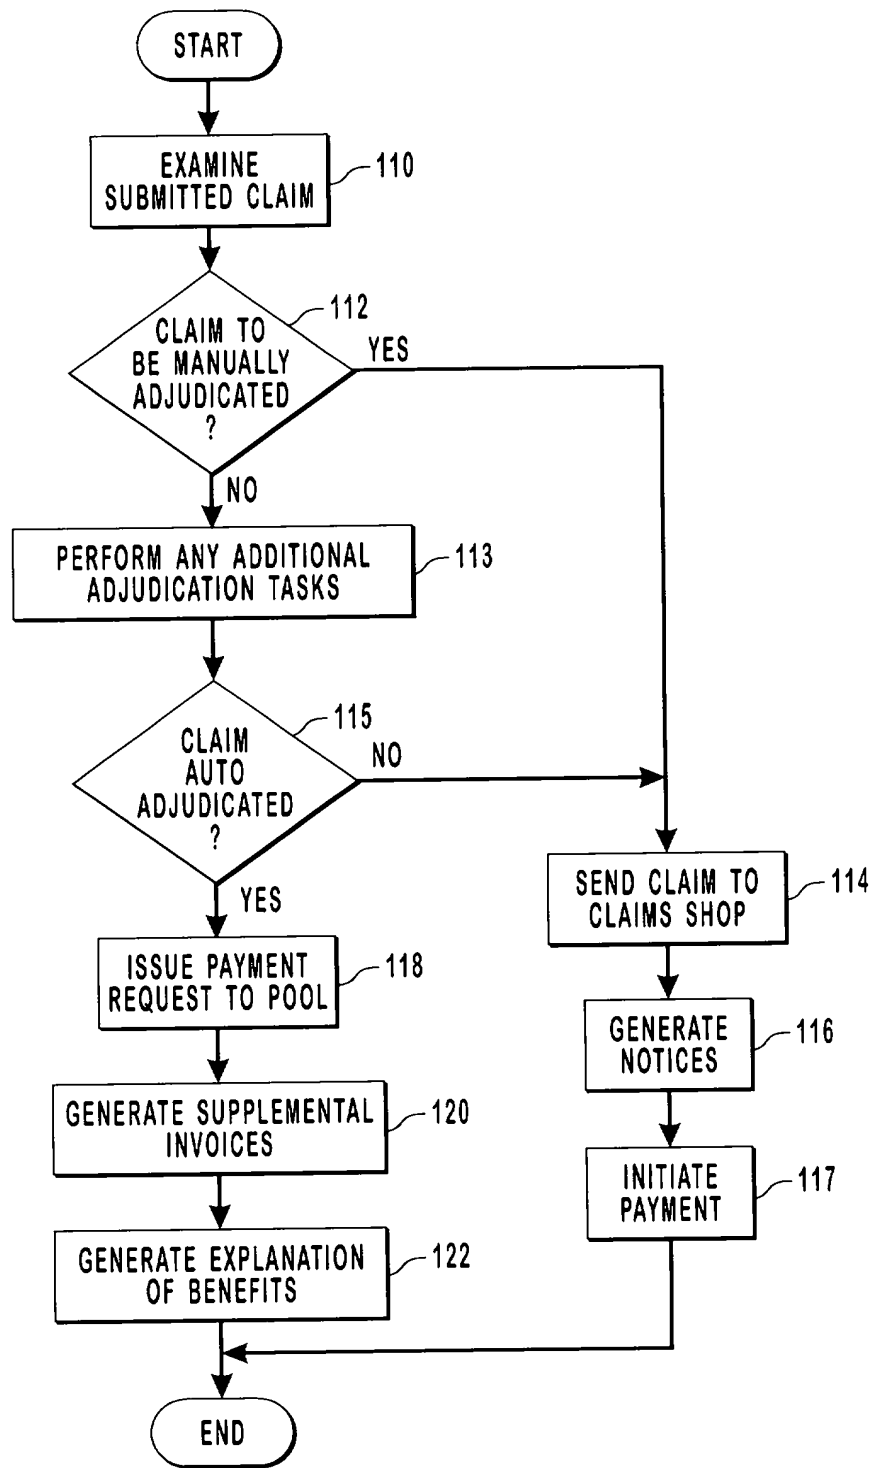 START
EXAMINE
SUBMITTED CLAIM
110
112
CLAIM TO
BE MANUALLY
ADJUDICATED
?
YES
NO
PERFORM ANY ADDITIONAL
ADJUDICATION TASKS
113
115
CLAIM
AUTO
ADJUDICATED
?
NO
YES
SEND CLAIM TO
CLAIMS SHOP
114
ISSUE PAYMENT
REQUEST TO POOL
118
GENERATE
NOTICES
116
GENERATE SUPPLEMENTAL
INVOICES
120
INITIATE
PAYMENT
117
GENERATE EXPLANATION
OF BENEFITS
122
END